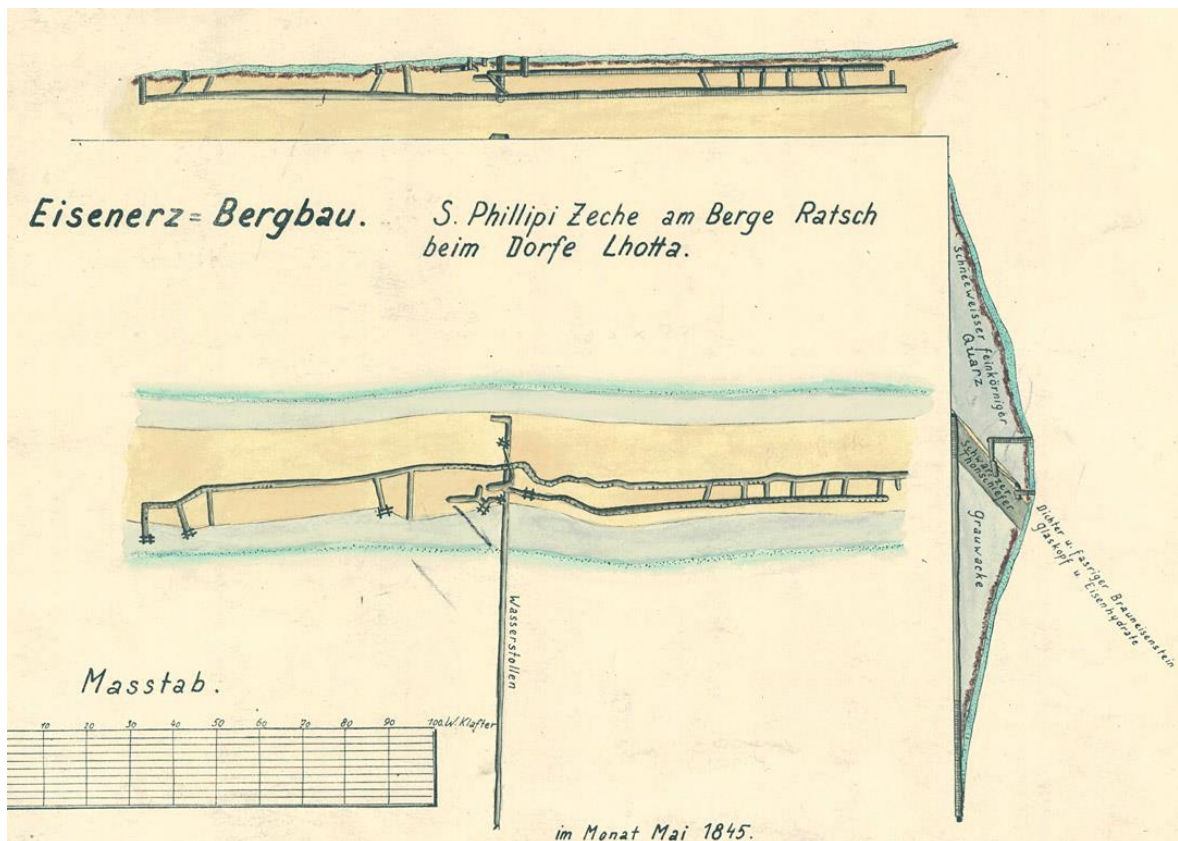 Eisenerz = Bergbau.
S. Phillipi Zeche am Berge Ratsch
beim Dorfe Lhotta.
Schneeweisser feinkörniger
Quarz
schwarzer
Thonschiefer
Grauwacke
Dichter u. fasriger Brauneisenstein
Glaskopf u Eisenhydrate
Wasserstollen
Masstab.
10 20 30 40 50 60 70 80 90 100 W. Klafter
im Monat Mai 1845.